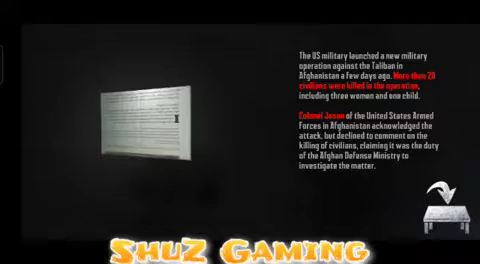 The US military launched a new military
operation against the Taliban in
Afghanistan a few days ago. More than 20
civilians were killed in the operation,
including three women and one child.
Colonel Jason of the United States Armed
Forces in Afghanistan acknowledged the
attack, but declined to comment on the
killing of civilians, claiming it was the duty
of the Afghan Defense Ministry to
investigate the matter.
SHUZ GAMING